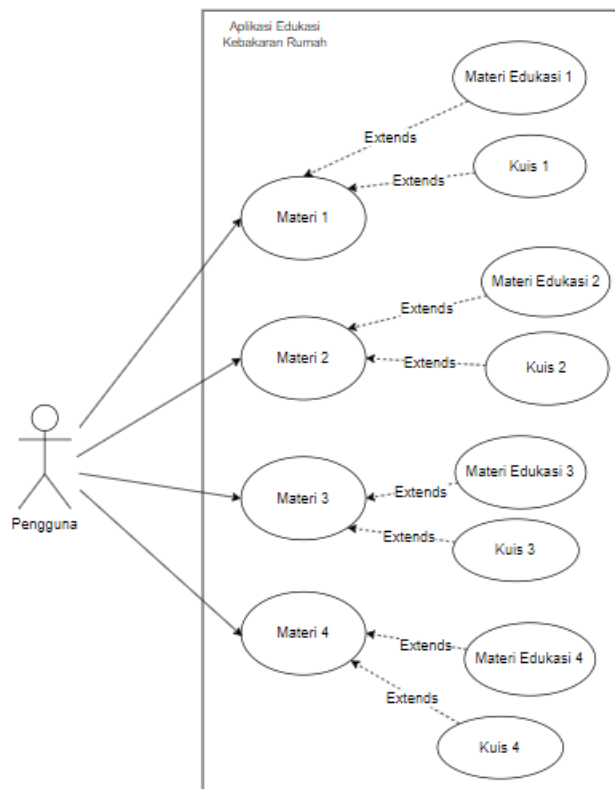 Aplikasi Edukasi
Kebakaran Rumah
Materi Edukasi 1
Extends
Kuis 1
Extends
Materi 1
Materi Edukasi 2
Extends
Materi 2
Extends
Kuis 2
Pengguna
Materi Edukasi 3
Extends
Materi 3
Extends
Kuis 3
Materi 4
Extends
Materi Edukasi 4
Extends
Kuis 4